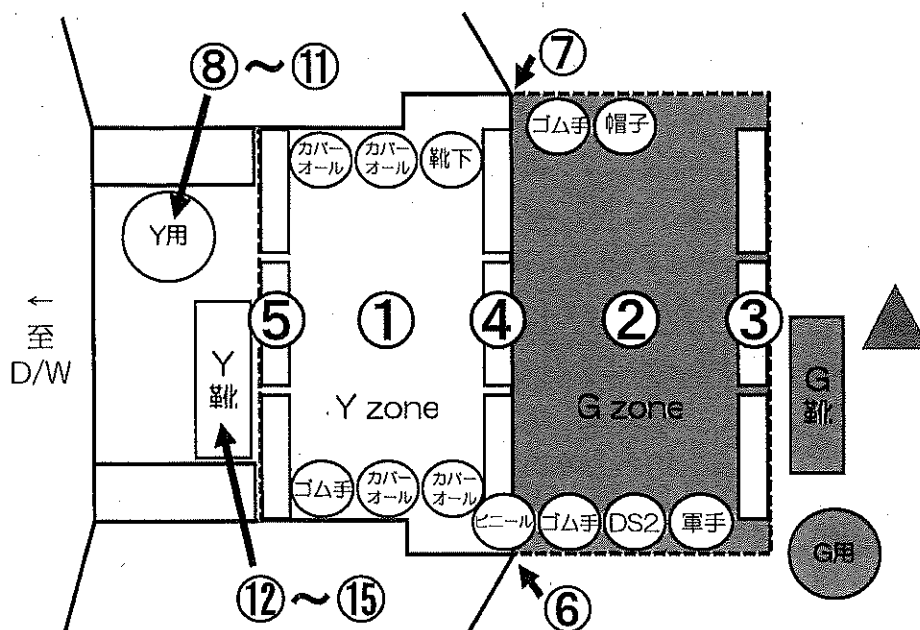 ⑧～⑪
⑦
カバーオール
カバーオール
靴下
ゴム手
帽子
Y用
←
至
D/W
⑤
①
④
②
③
Y
靴
Y zone
G zone
G
靴
ゴム手
カバーオール
カバーオール
ビニール
ゴム手
DS2
軍手
G用
⑫～⑮
⑥